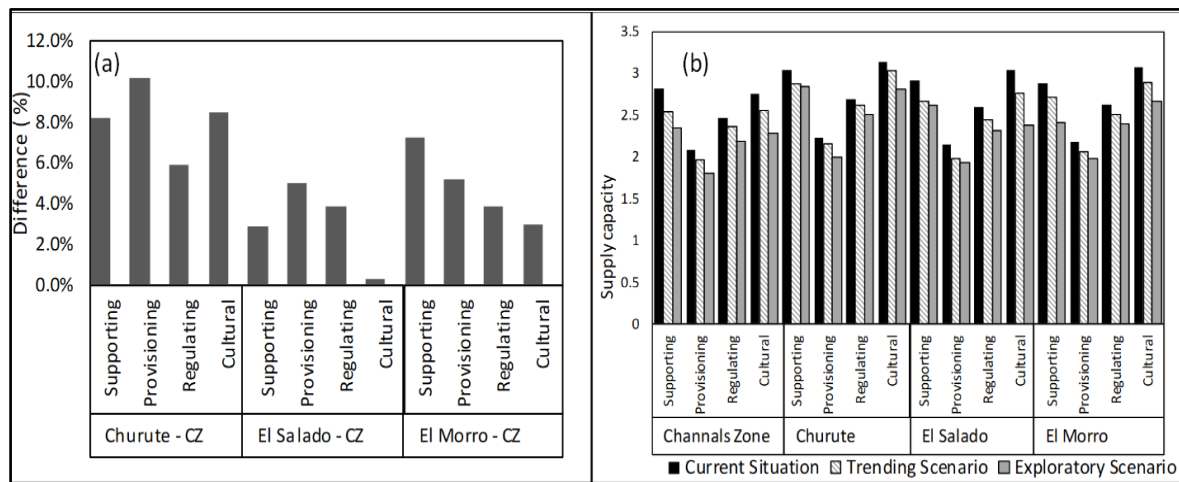 (a)
Difference ( %)
12.0%
10.0%
8.0%
6.0%
4.0%
2.0%
0.0%
Supporting
Provisioning
Regulating
Cultural
Supporting
Provisioning
Regulating
Cultural
Supporting
Provisioning
Regulating
Cultural
Churute - CZ
El Salado - CZ
El Morro - CZ
(b)
Supply capacity
3.5
3
2.5
2
1.5
1
0.5
0
Supporting
Provisioning
Regulating
Cultural
Supporting
Provisioning
Regulating
Cultural
Supporting
Provisioning
Regulating
Cultural
Supporting
Provisioning
Regulating
Cultural
Channals Zone
Churute
El Salado
El Morro
Current Situation
Trending Scenario
Exploratory Scenario